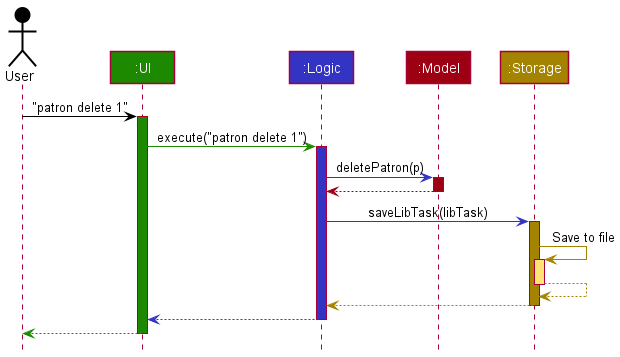 User
:UI
:Logic
:Model
:Storage
"patron delete 1"
execute("patron delete 1")
deletePatron(p)
saveLibTask(libTask)
Save to file